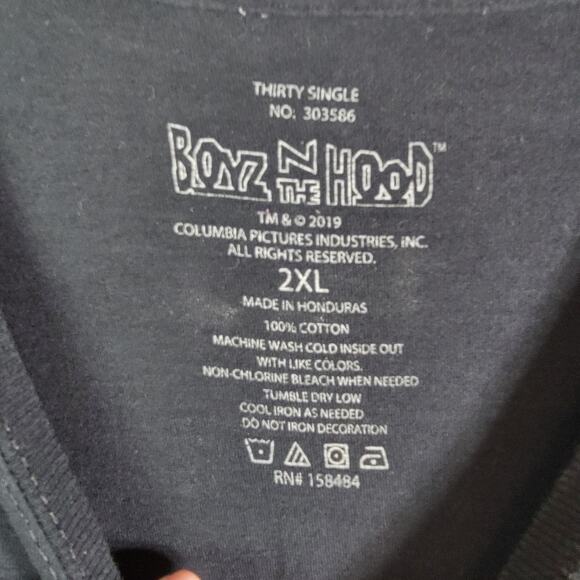 THIRTY SINGLE
NO: 303586
BOYZ N THE HOOD™
TM & © 2019
COLUMBIA PICTURES INDUSTRIES, INC.
ALL RIGHTS RESERVED.
2XL
MADE IN HONDURAS
100% COTTON
MACHINE WASH COLD INSIDE OUT
WITH LIKE COLORS.
NON-CHLORINE BLEACH WHEN NEEDED
TUMBLE DRY LOW
COOL IRON AS NEEDED
DO NOT IRON DECORATION
RN# 158484